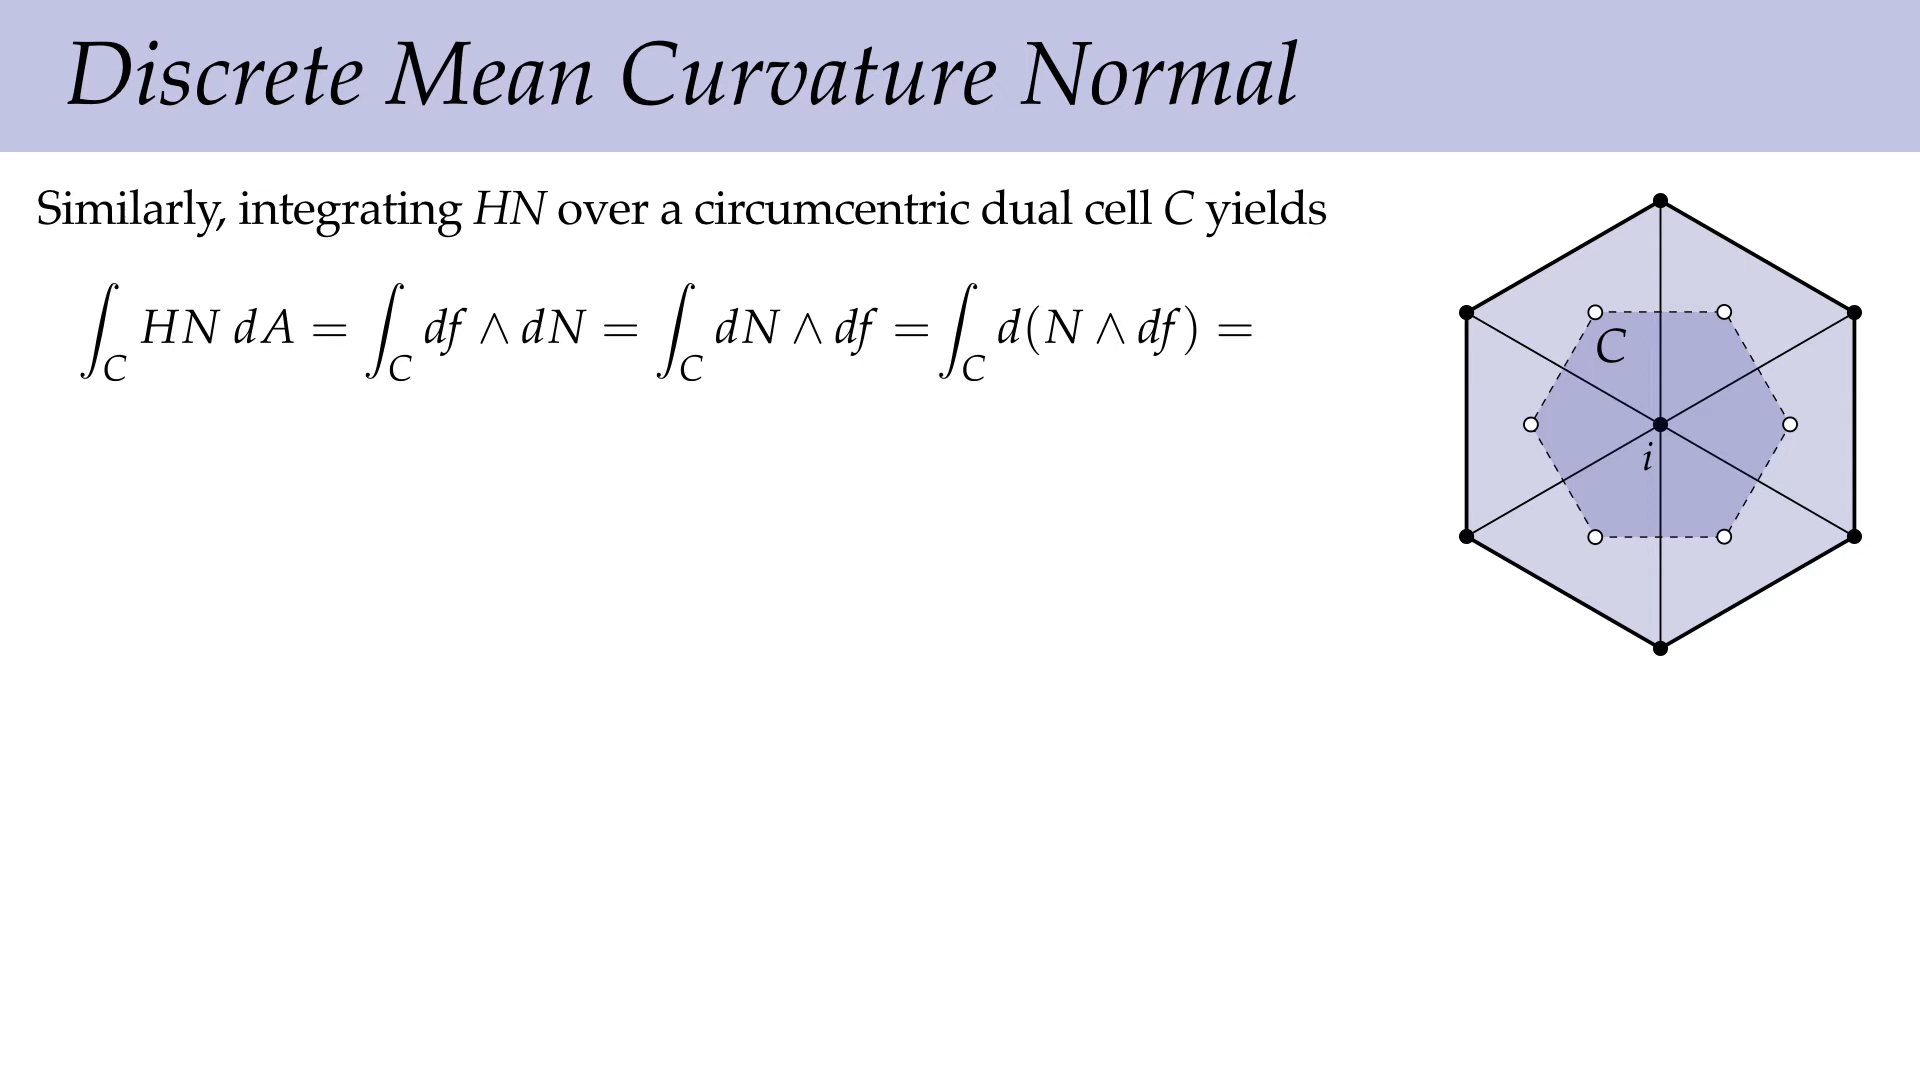 Discrete Mean Curvature Normal
Similarly, integrating HN over a circumcentric dual cell C yields
∫_C HN dA = ∫_C df ∧ dN = ∫_C dN ∧ df = ∫_C d(N ∧ df) =
C
i